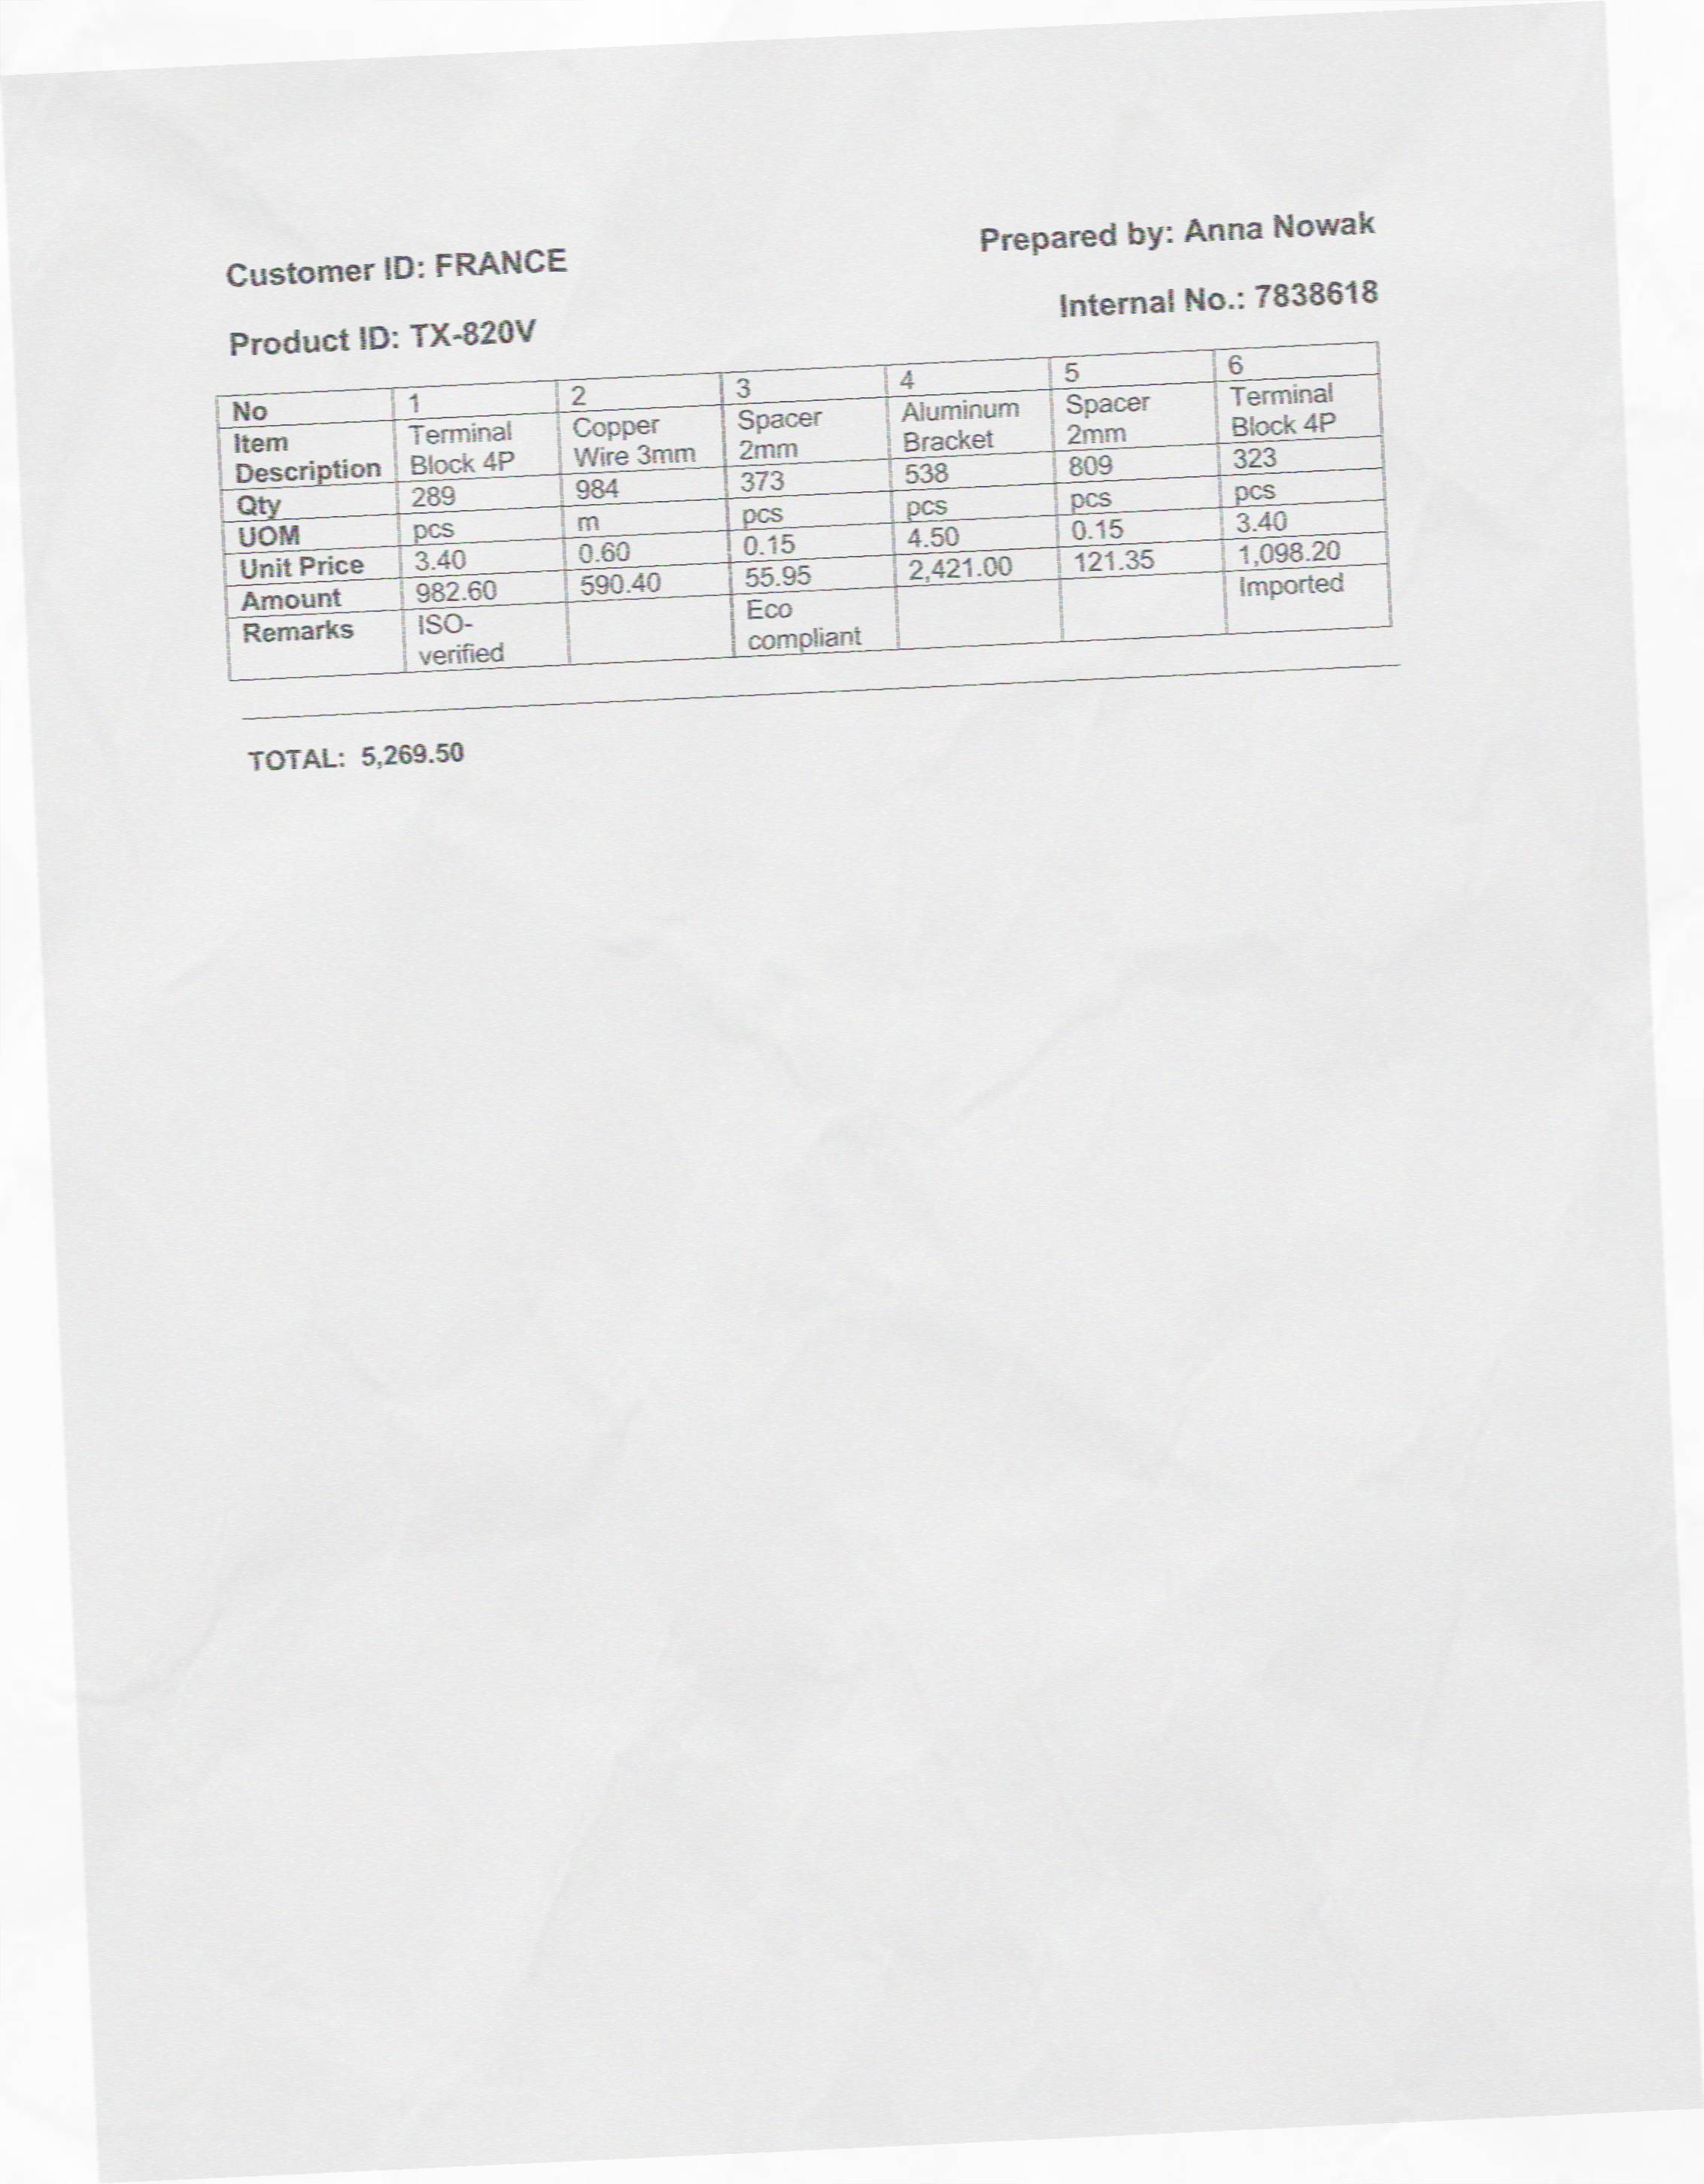 Customer ID: FRANCE
Prepared by: Anna Nowak
Product ID: TX-820V
Internal No.: 7838618
No 1 2 3 4 5 6
Item Description Terminal Block 4P Copper Wire 3mm Spacer 2mm Aluminum Bracket Spacer 2mm Terminal Block 4P
Qty 289 984 373 538 809 323
UOM pcs m pcs pcs pcs pcs
Unit Price 3.40 0.60 0.15 4.50 0.15 3.40
Amount 982.60 590.40 55.95 2,421.00 121.35 1,098.20
Remarks ISO-verified Eco compliant Imported
TOTAL: 5,269.50